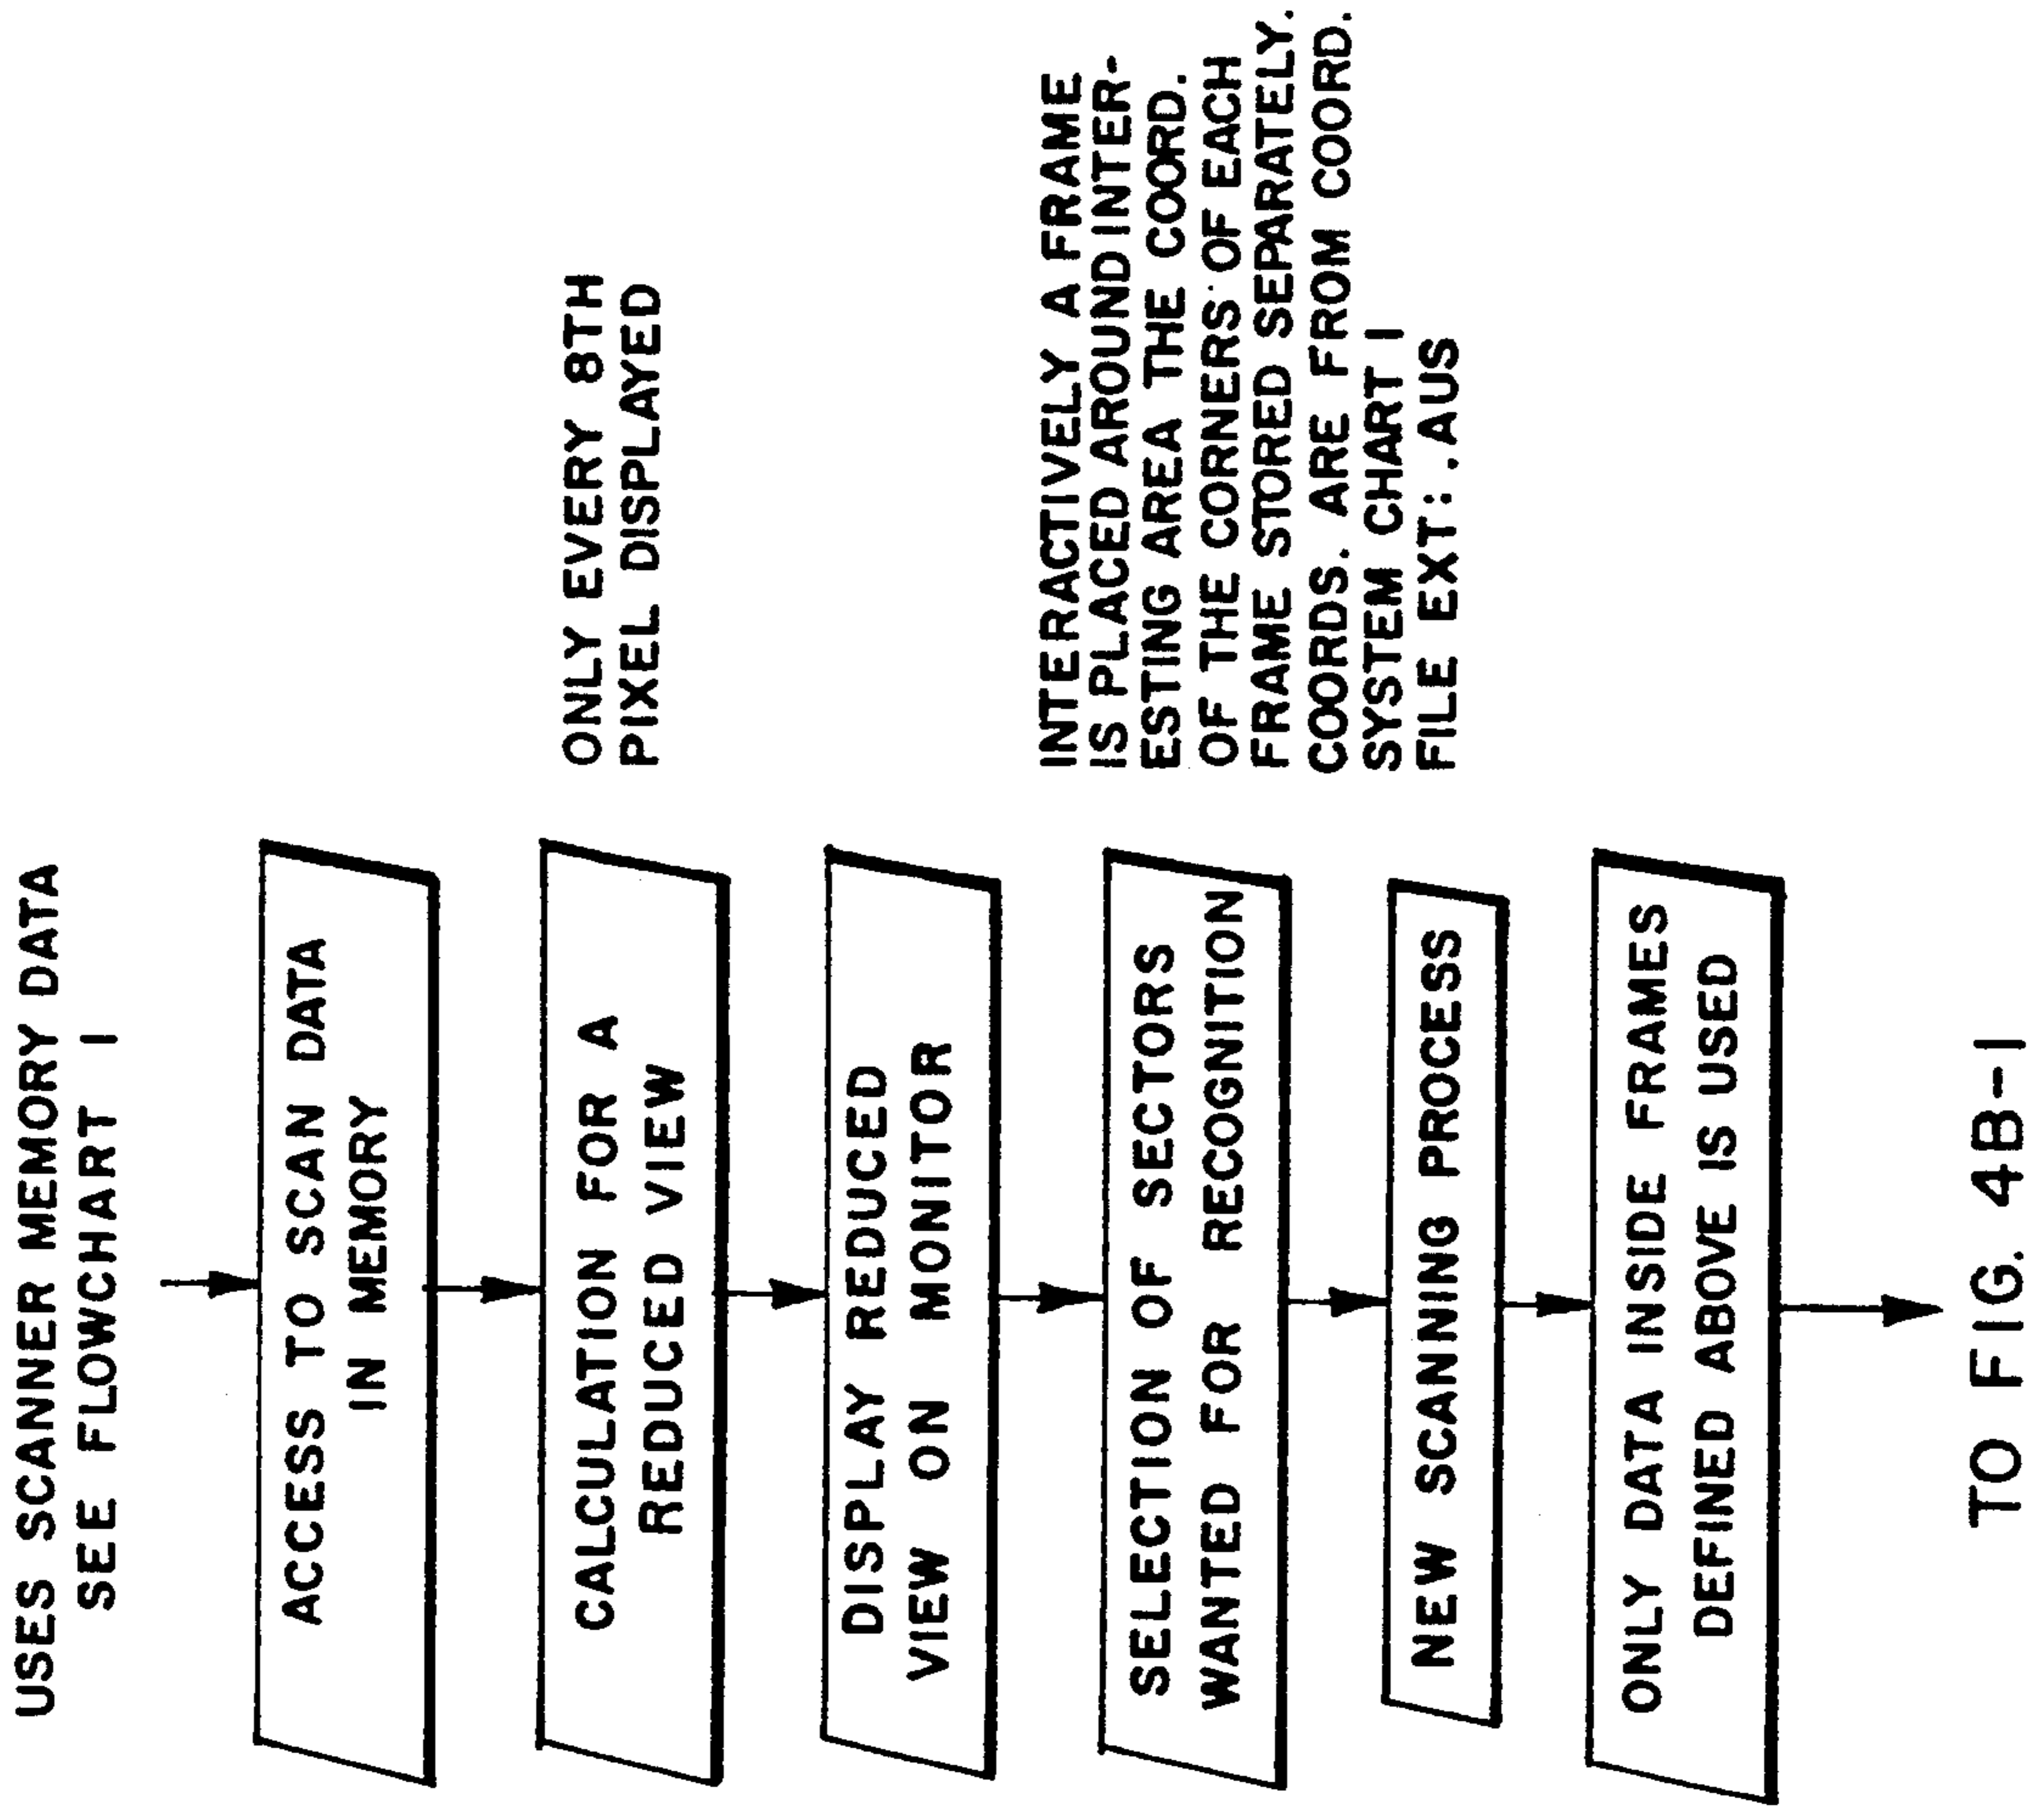 USES SCANNER MEMORY DATA
SEE FLOWCHART 1
ACCESS TO SCAN DATA
IN MEMORY
CALCULATION FOR A
REDUCED VIEW
ONLY EVERY 8TH
PIXEL DISPLAYED
DISPLAY REDUCED
VIEW ON MONITOR
SELECTION OF SECTORS
WANTED FOR RECOGNITION
INTERACTIVELY A FRAME
IS PLACED AROUND INTER-
ESTING AREA THE COORD.
OF THE CORNERS OF EACH
FRAME STORED SEPARATELY.
COORDS. ARE FROM COORD.
SYSTEM CHART 1
FILE EXT: .AUS
NEW SCANNING PROCESS
ONLY DATA INSIDE FRAMES
DEFINED ABOVE IS USED
TO FIG. 4B-1